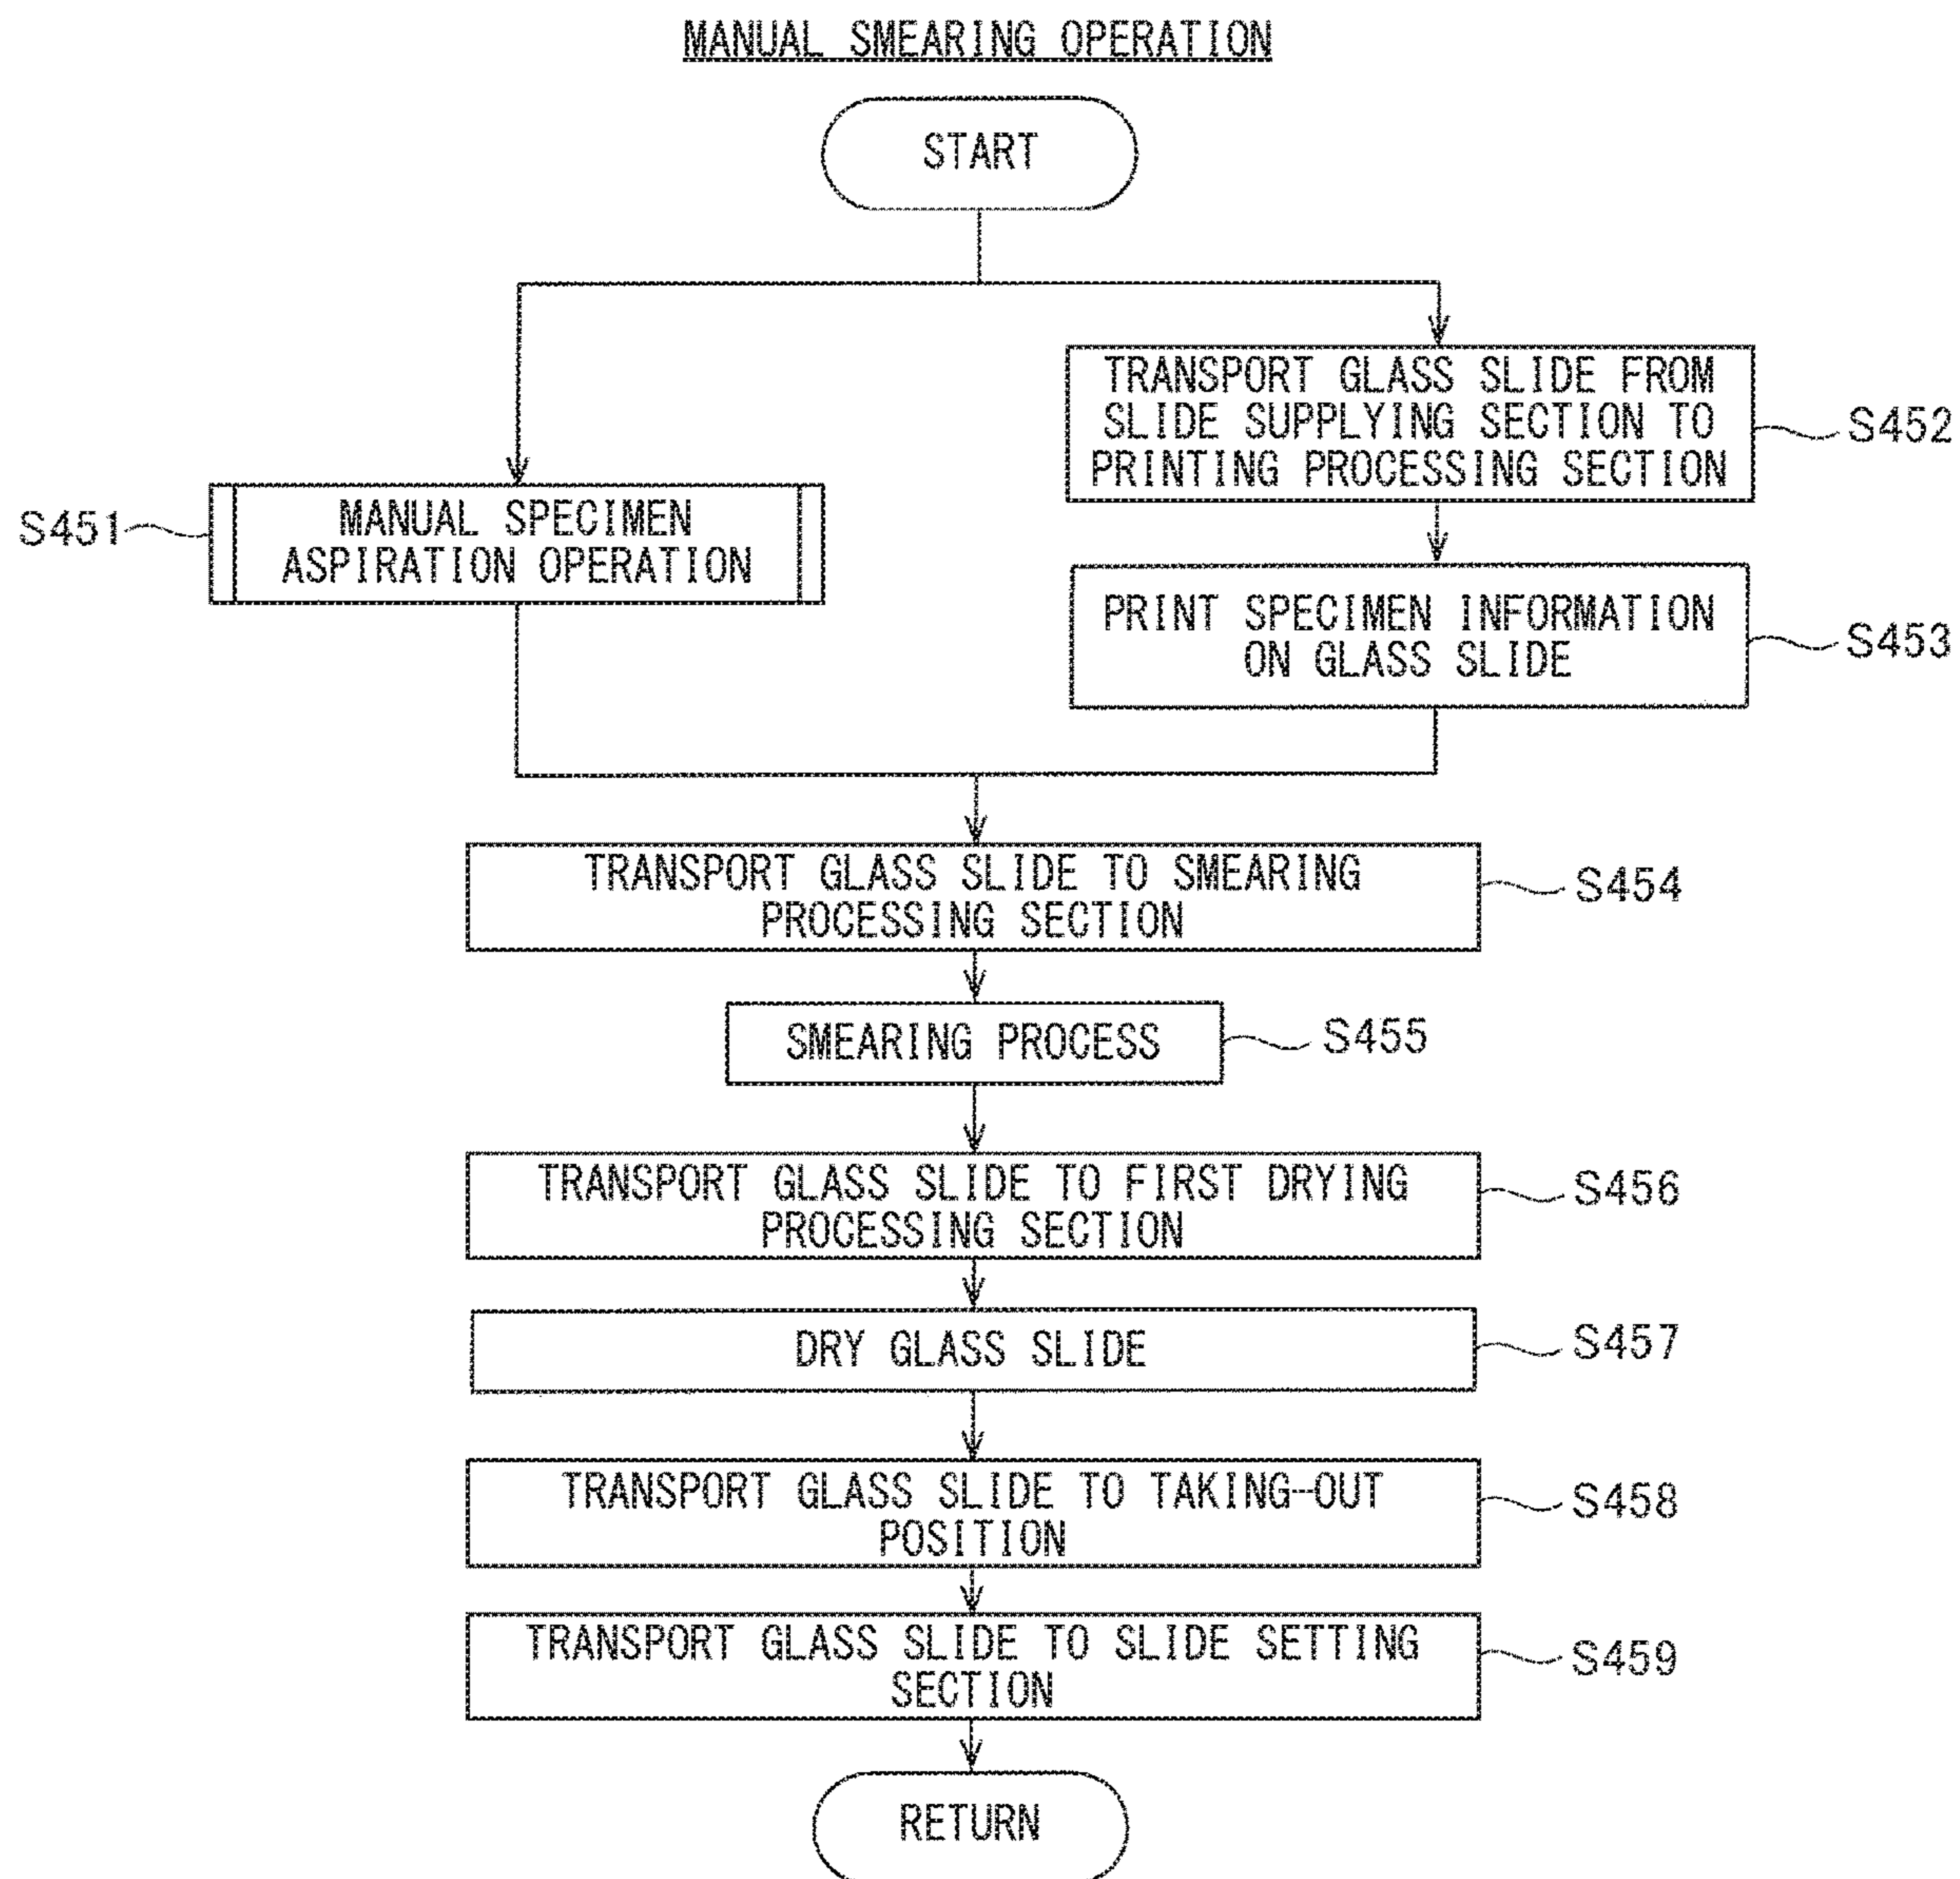 MANUAL SMEARING OPERATION
START
TRANSPORT GLASS SLIDE FROM
SLIDE SUPPLYING SECTION TO
PRINTING PROCESSING SECTION
S452
S451
MANUAL SPECIMEN
ASPIRATION OPERATION
PRINT SPECIMEN INFORMATION
ON GLASS SLIDE
S453
TRANSPORT GLASS SLIDE TO SMEARING
PROCESSING SECTION
S454
SMEARING PROCESS
S455
TRANSPORT GLASS SLIDE TO FIRST DRYING
PROCESSING SECTION
S456
DRY GLASS SLIDE
S457
TRANSPORT GLASS SLIDE TO TAKING-OUT
POSITION
S458
TRANSPORT GLASS SLIDE TO SLIDE SETTING
SECTION
S459
RETURN